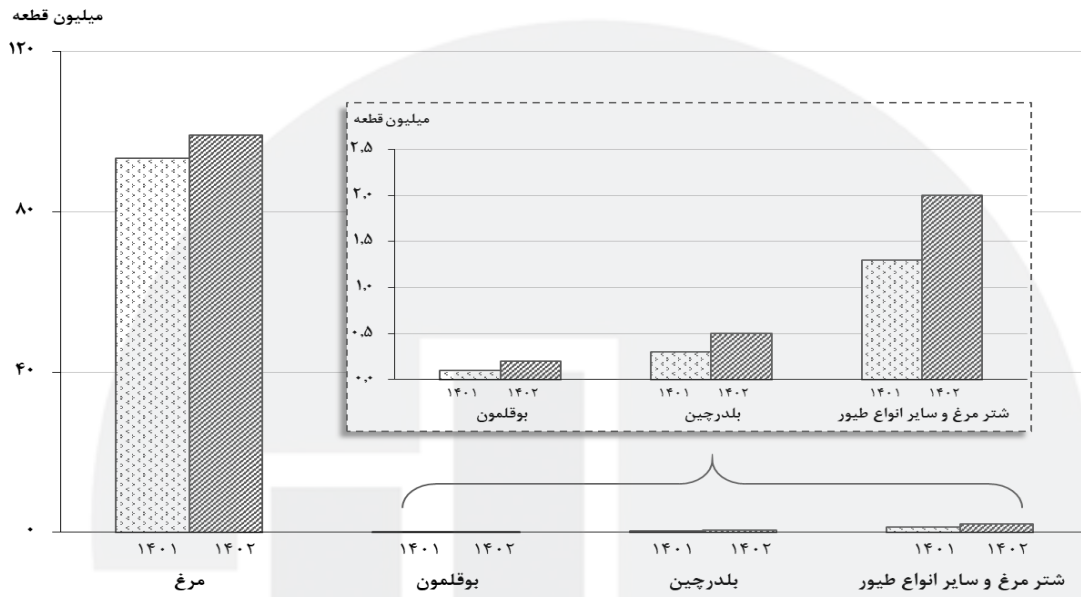 میلیون قطعه
۱۲۰
۸۰
۴۰
۰
میلیون قطعه
۲.۵
۲.۰
۱.۵
۱.۰
۰.۵
۰.۰
۱۴۰۱ ۱۴۰۲ ۱۴۰۱ ۱۴۰۲ ۱۴۰۱ ۱۴۰۲
بوقلمون بلدرچین شتر مرغ و سایر انواع طیور
۱۴۰۱ ۱۴۰۲ ۱۴۰۱ ۱۴۰۲ ۱۴۰۱ ۱۴۰۲ ۱۴۰۱ ۱۴۰۲
مرغ بوقلمون بلدرچین شتر مرغ و سایر انواع طیور